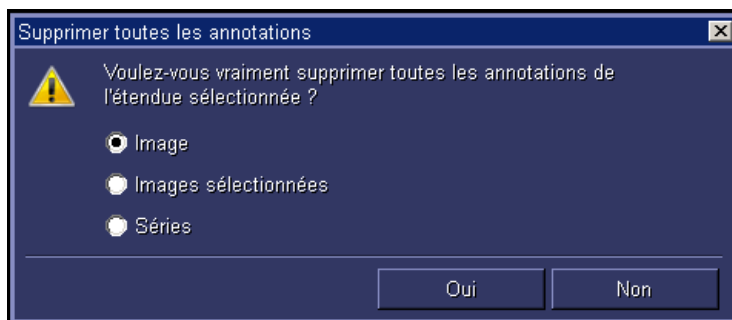 Supprimer toutes les annotations
Voulez-vous vraiment supprimer toutes les annotations de
l'étendue sélectionnée ?
Image
Images sélectionnées
Séries
Oui
Non